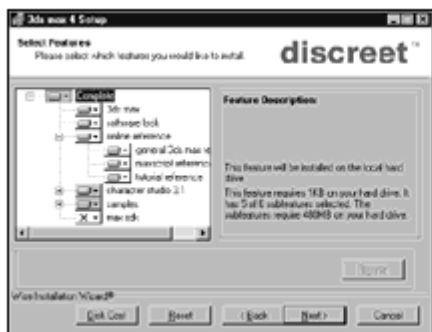 3ds max 4 Setup
Select Features
Please select which features you would like to install.
discreet™
Complete
3ds max
software lock
online reference
general 3ds max re
maxscript reference
tutorial reference
character studio 3.1
samples
max sdk
Feature Description:
This feature will be installed on the local hard
drive
This feature requires 1KB on your hard drive. It
has 5 of 6 subfeatures selected. The
subfeatures require 480MB on your hard drive.
Browse
Wise Installation Wizard®
Disk Cost
Reset
< Back
Next >
Cancel